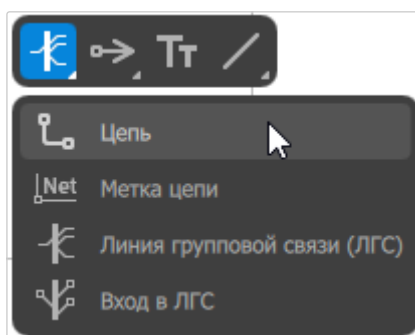 Тт
Цепь
Net Метка цепи
Линия групповой связи (ЛГС)
Вход в ЛГС